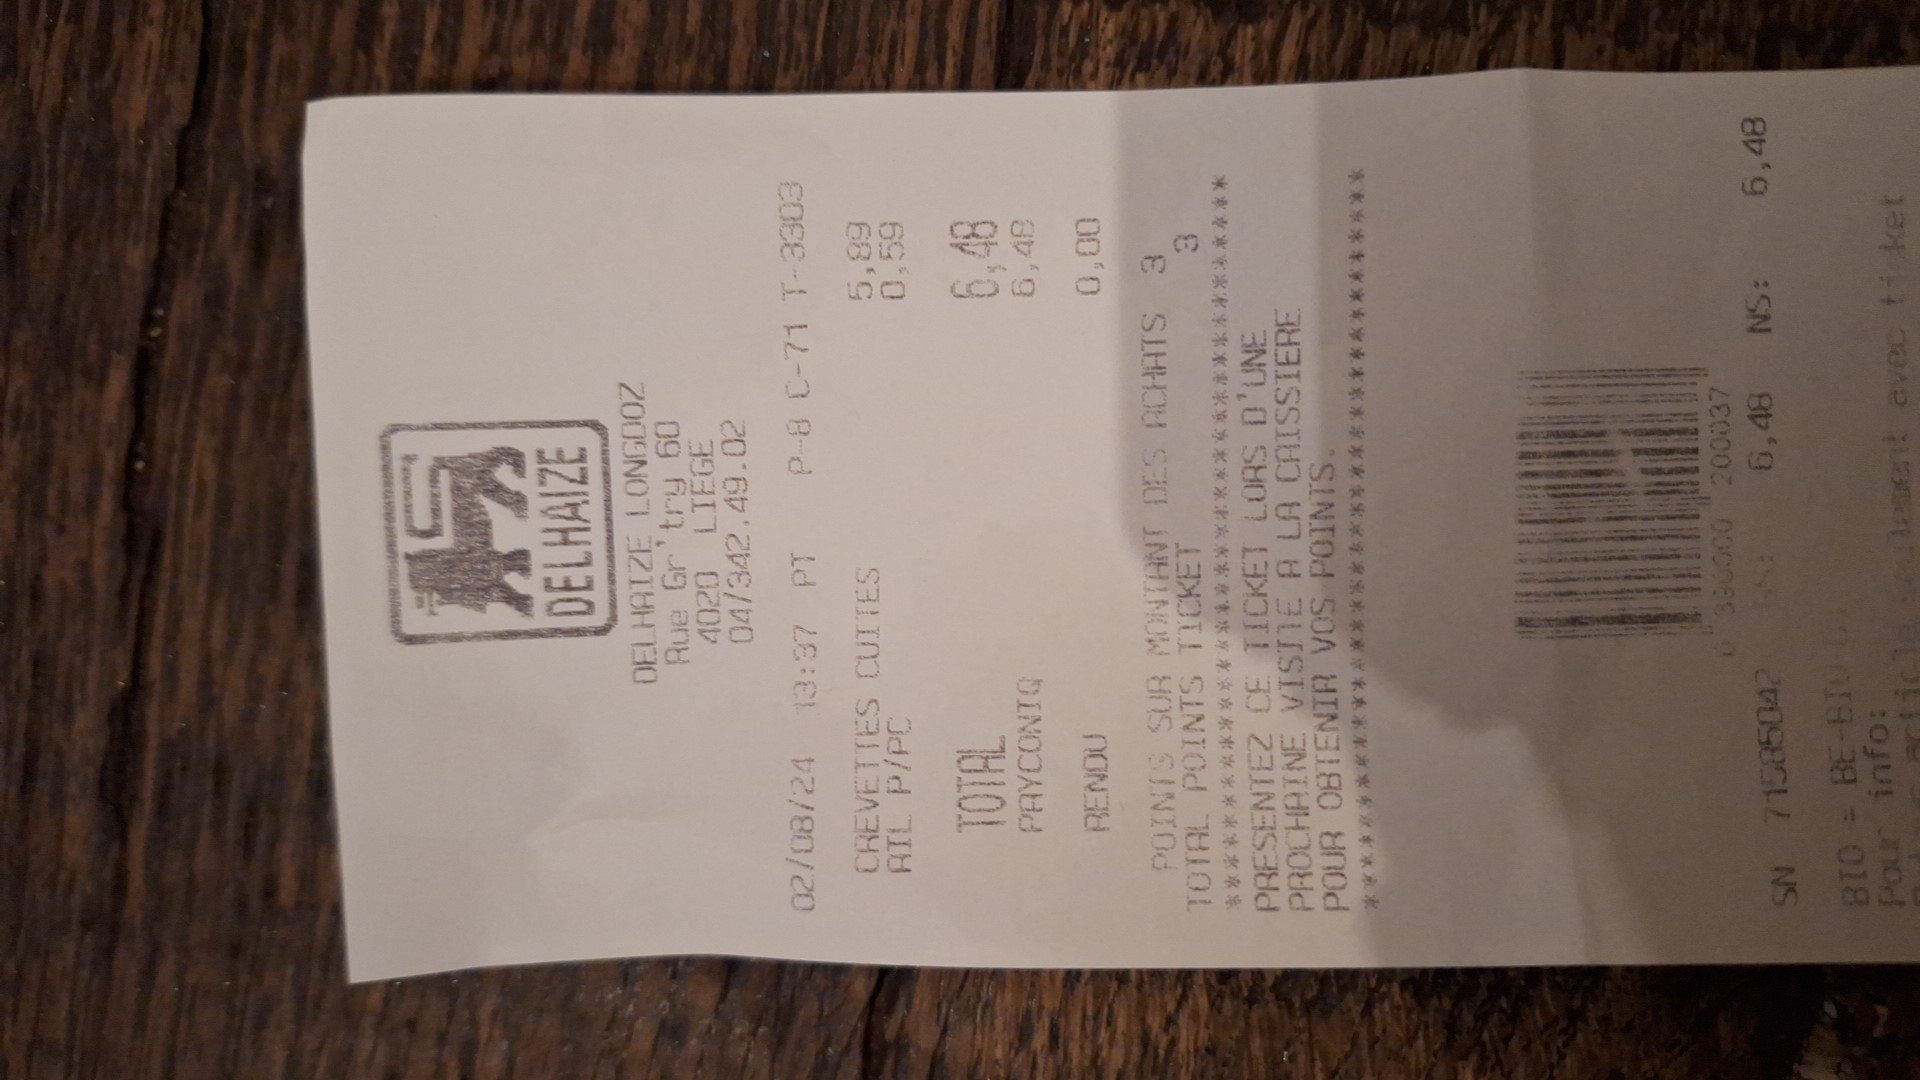 DELHAIZE
DELHAIZE LONGDOZ
Rue Gr'try 60
4020 LIEGE
04/342.49.02
02/08/24 13:37 PT P-8 C-71 T-3303
CREVETTES CUITES 5,89
AIL P/PC 0,59
TOTAL 6,48
PAYCONIQ 6,48
RENDU 0,00
POINTS SUR MONTANT DES ACHATS 3
TOTAL POINTS TICKET 3
************************************
PRESENTEZ CE TICKET LORS D'UNE
PROCHAINE VISITE A LA CAISSIERE
POUR OBTENIR VOS POINTS.
************************************
200037
SN 71585042 6,48 NS: 6,48
BIO = BE-BIO
Pour info:
avec ticket